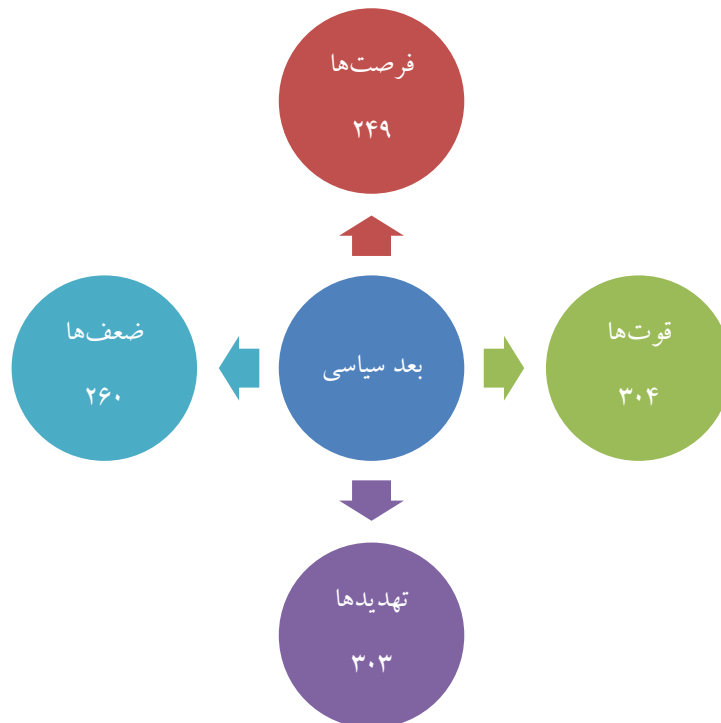 فرصت‌ها
۲۴۹
قوت‌ها
۳۰۴
بعد سیاسی
ضعف‌ها
۲۶۰
تهدیدها
۳۰۳